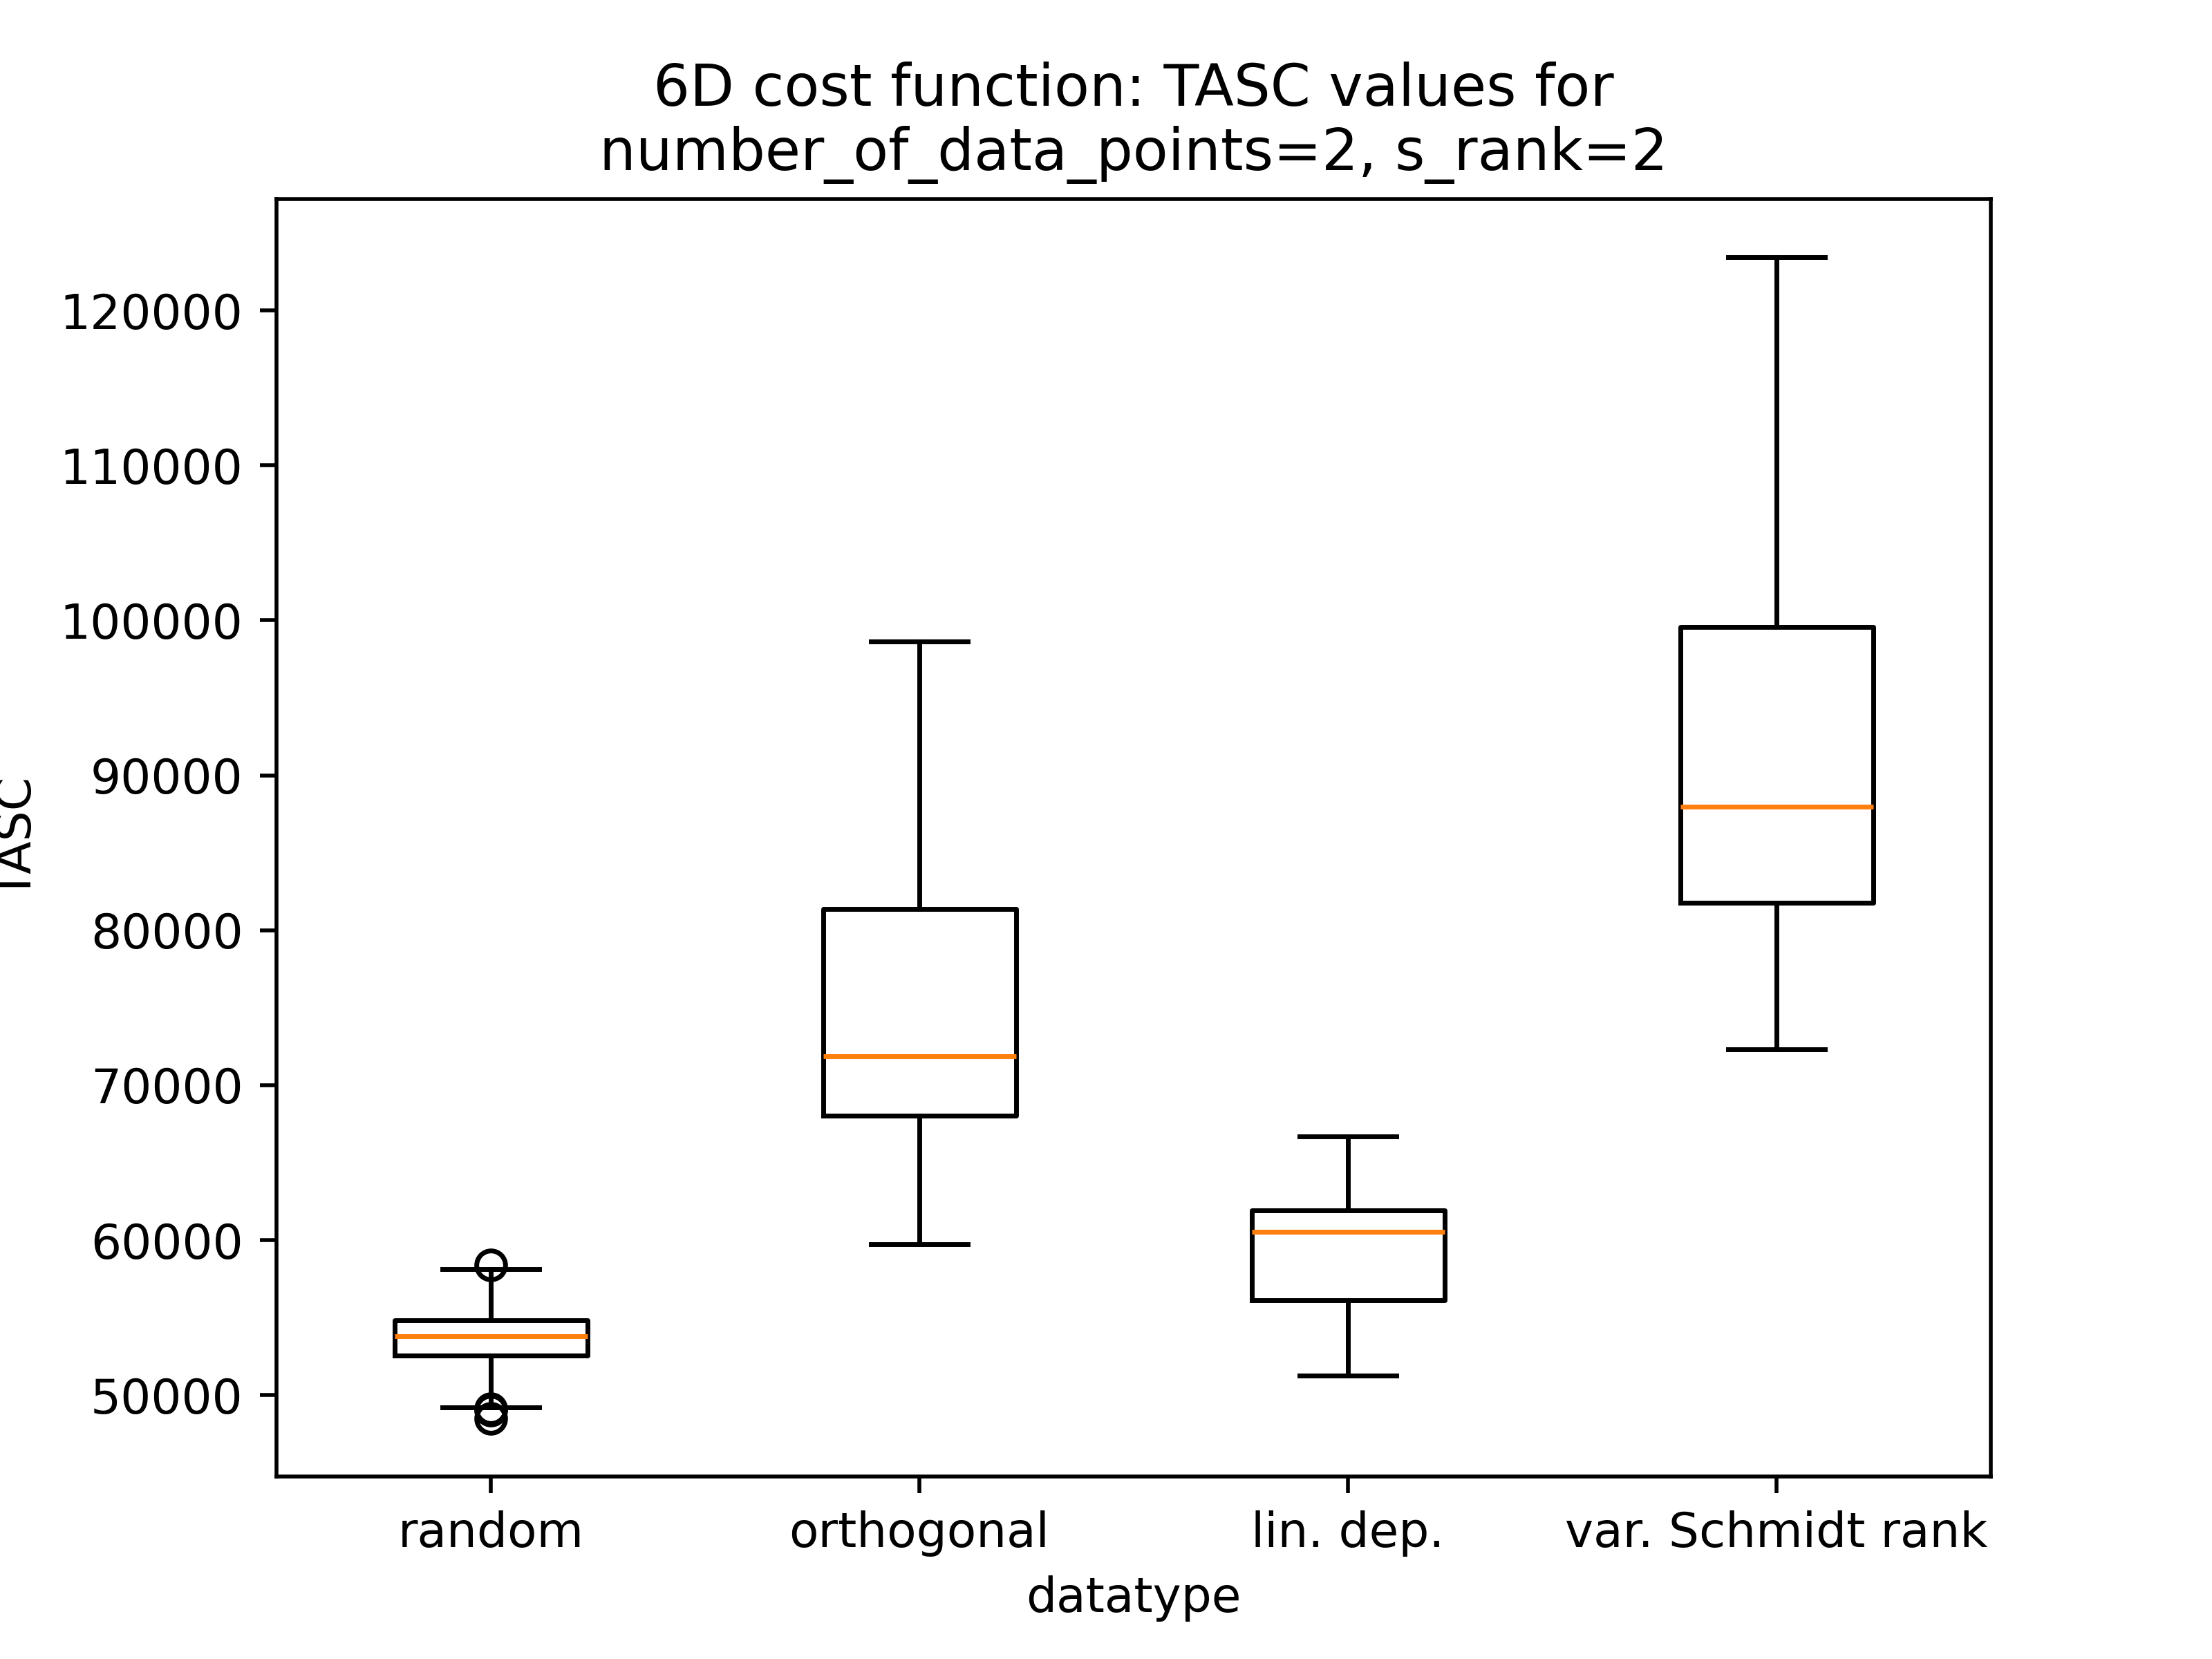 6D cost function: TASC values for
number_of_data_points=2, s_rank=2
120000
110000
100000
90000
80000
70000
60000
50000
TASC
random
orthogonal
lin. dep.
var. Schmidt rank
datatype